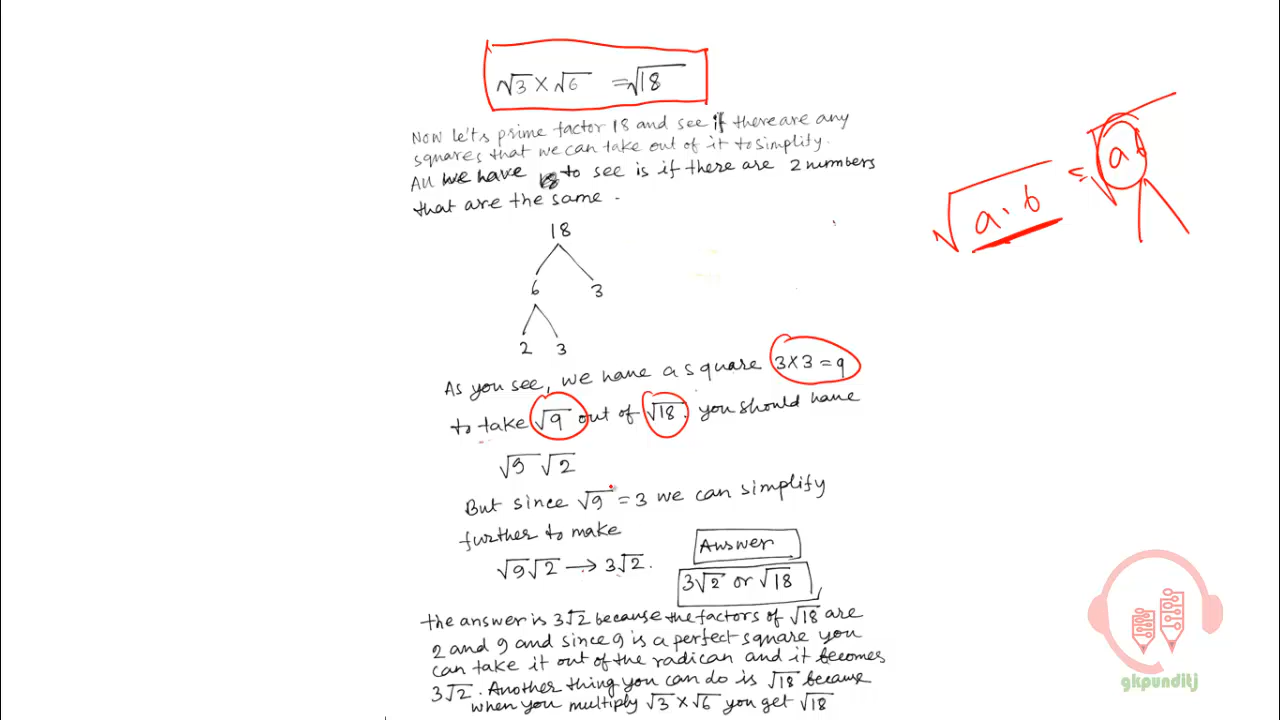 √3 × √6 = √18
Now let's prime factor 18 and see if there are any
squares that we can take out of it to simplify.
All we have to see is if there are 2 numbers
that are the same.
18
6 3
2 3
As you see, we have a square 3×3=9
to take √9 out of √18. you should have
√9 √2
But since √9 = 3 we can simplify
further to make
√9√2 → 3√2.
Answer
3√2 or √18
the answer is 3√2 because the factors of √18 are
2 and 9 and since 9 is a perfect square you
can take it out of the radican and it becomes
3√2. Another thing you can do is √18 because
when you multiply √3 × √6 you get √18
√a·b = √a
gkpunditj